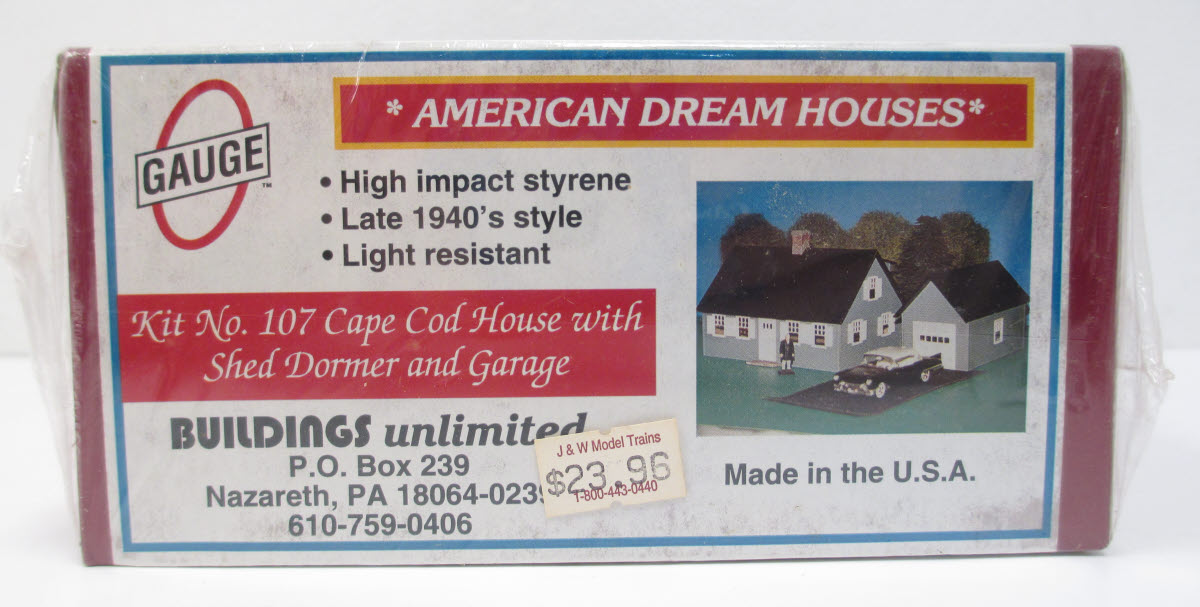 GAUGE
™
* AMERICAN DREAM HOUSES*
• High impact styrene
• Late 1940's style
• Light resistant
Kit No. 107 Cape Cod House with
Shed Dormer and Garage
BUILDINGS unlimited
P.O. Box 239
Nazareth, PA 18064-023
610-759-0406
J & W Model Trains
$23.96
1-800-443-0440
Made in the U.S.A.